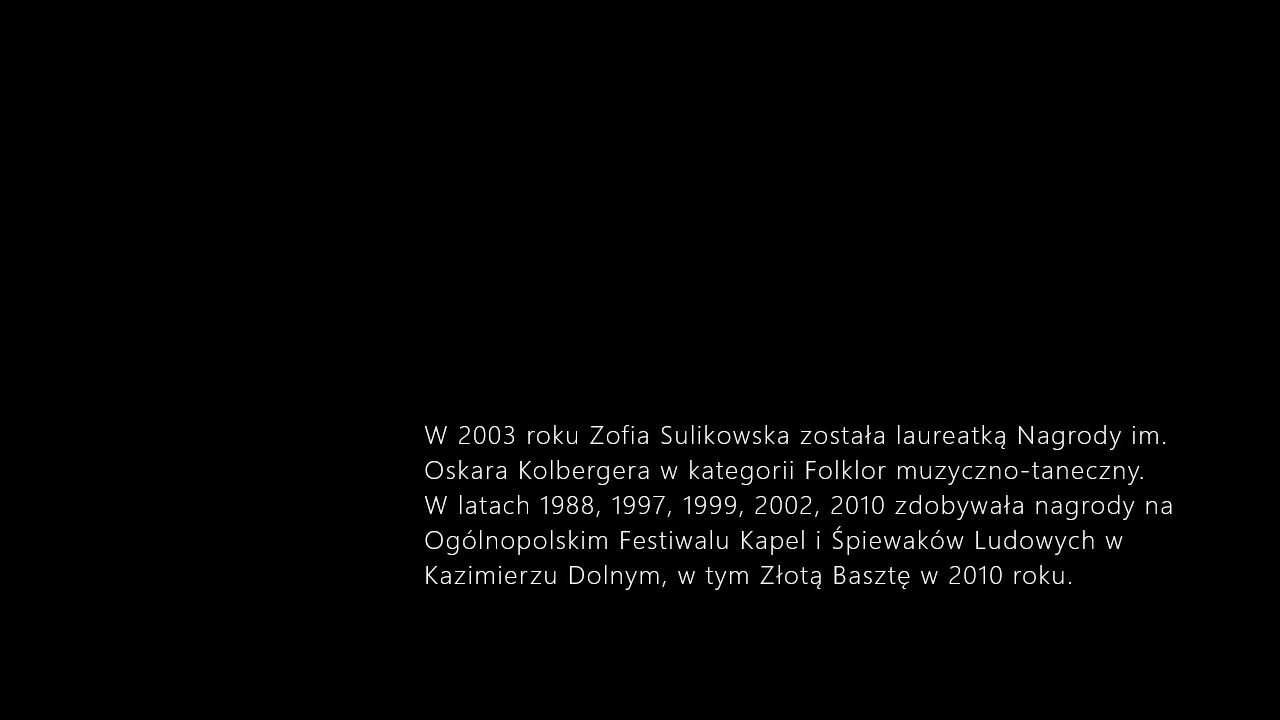 W 2003 roku Zofia Sulikowska została laureatką Nagrody im.
Oskara Kolbergera w kategorii Folklor muzyczno-taneczny.
W latach 1988, 1997, 1999, 2002, 2010 zdobywała nagrody na
Ogólnopolskim Festiwalu Kapel i Śpiewaków Ludowych w
Kazimierzu Dolnym, w tym Złotą Basztę w 2010 roku.